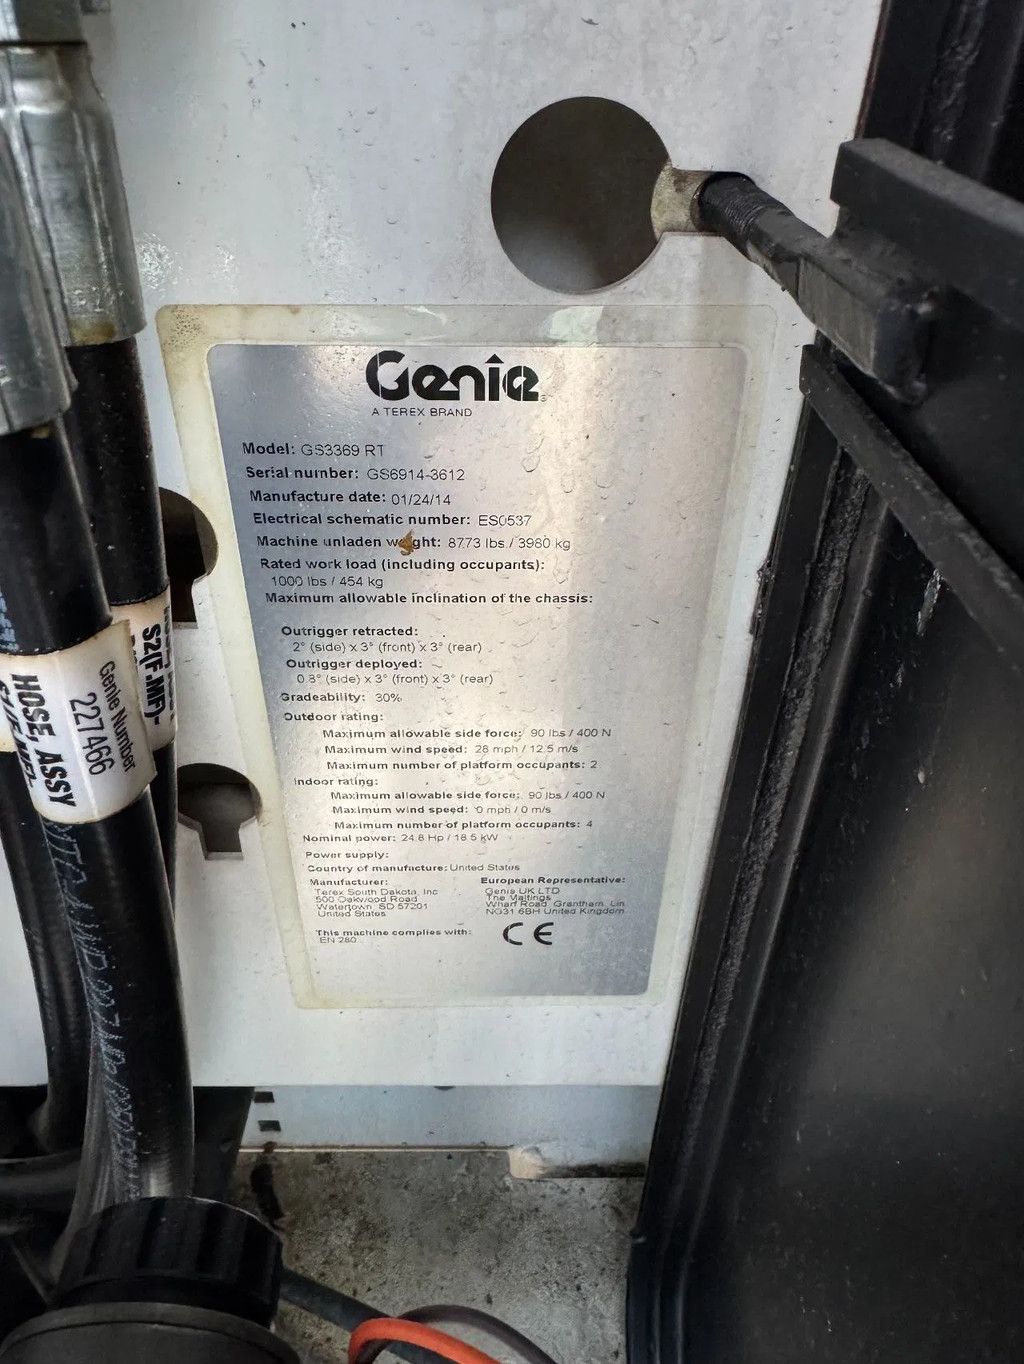 Genie
A TEREX BRAND
Model: GS3369 RT
Serial number: GS6914-3612
Manufacture date: 01/24/14
Electrical schematic number: ES0537
Machine unladen weight: 8773 lbs / 3980 kg
Rated work load (including occupants):
1000 lbs / 454 kg
Maximum allowable inclination of the chassis:
Outrigger retracted:
2° (side) x 3° (front) x 3° (rear)
Outrigger deployed:
(side) x 3° (front) x 3° (rear)
Gradeability: 30%
Outdoor rating:
Maximum allowable side force: 90 lbs / 400 N
Maximum wind speed: 28 mph / 12.5 m/s
Maximum number of platform occupants: 2
Indoor rating:
Maximum allowable side force: 90 lbs / 400 N
Maximum wind speed: 0 mph / 0 m/s
Maximum number of platform occupants: 4
Nominal power: 24.8 Hp / 18.5 kW
Power supply:
Country of manufacture: United States
Manufacturer:
Terex South Dakota, Inc
500 Oakwood Road
Watertown, SD 57201
United States
European Representative:
Genie UK LTD
The Maltings
Wharf Road, Grantham, Lin
NG31 6BH United Kingdom
This machine complies with:
EN 280
CE
Genie Number
227466
HOSE, ASSY
S2(F.MF)-